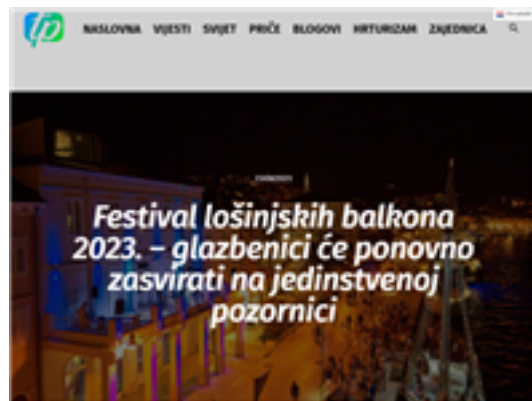 NASLOVNA VIJESTI SVIJET PRIČE BLOGOVI HRTURIZAM ZAJEDNICA
Festival lošinjskih balkona
2023. – glazbenici će ponovno
zasvirati na jedinstvenoj
pozornici